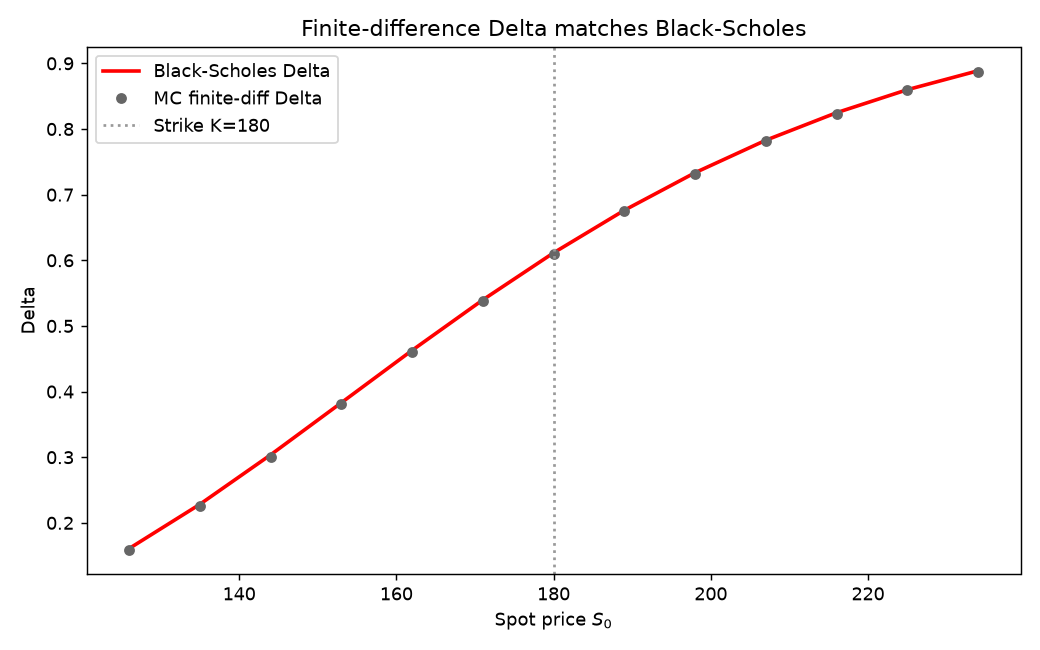 Finite-difference Delta matches Black-Scholes
Black-Scholes Delta
MC finite-diff Delta
Strike K=180
0.9
0.8
0.7
0.6
0.5
0.4
0.3
0.2
Delta
140
160
180
200
220
Spot price S₀